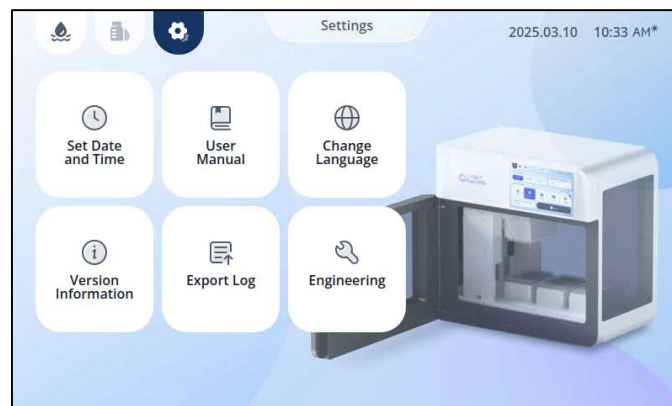 Settings
2025.03.10 10:33 AM*
Set Date
and Time
User
Manual
Change
Language
Version
Information
Export Log
Engineering